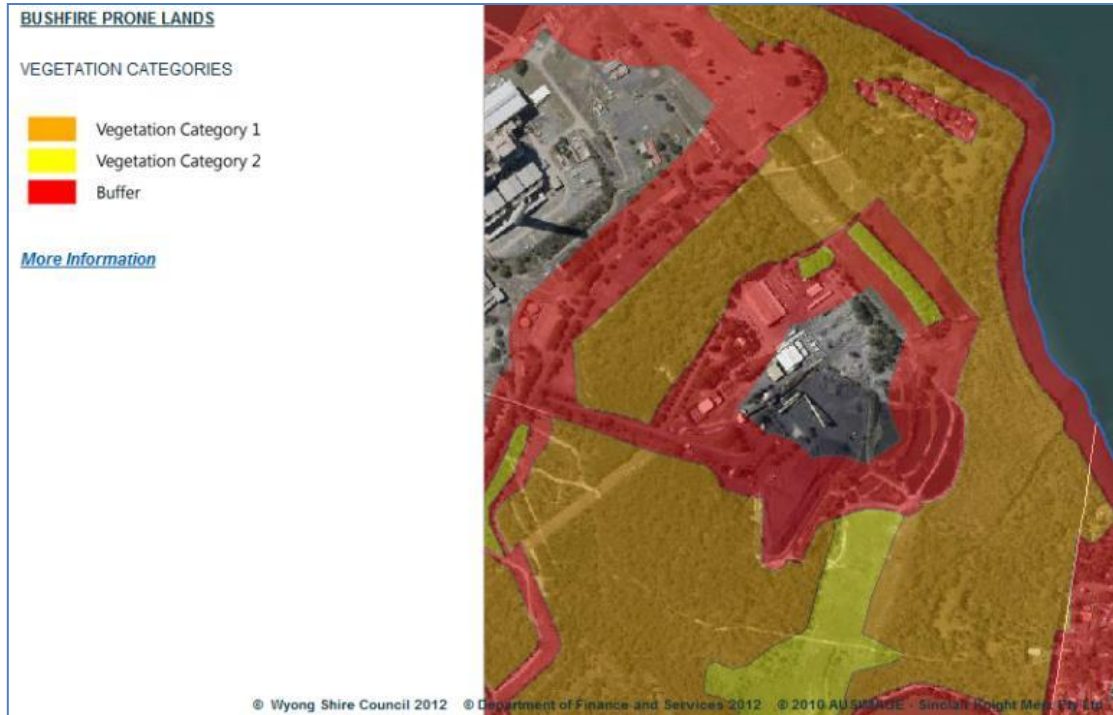 BUSHFIRE PRONE LANDS
VEGETATION CATEGORIES
Vegetation Category 1
Vegetation Category 2
Buffer
More Information
© Wyong Shire Council 2012 © Department of Finance and Services 2012 © 2010 AUSIMAGE - Sinclair Knight Merz Pty Ltd